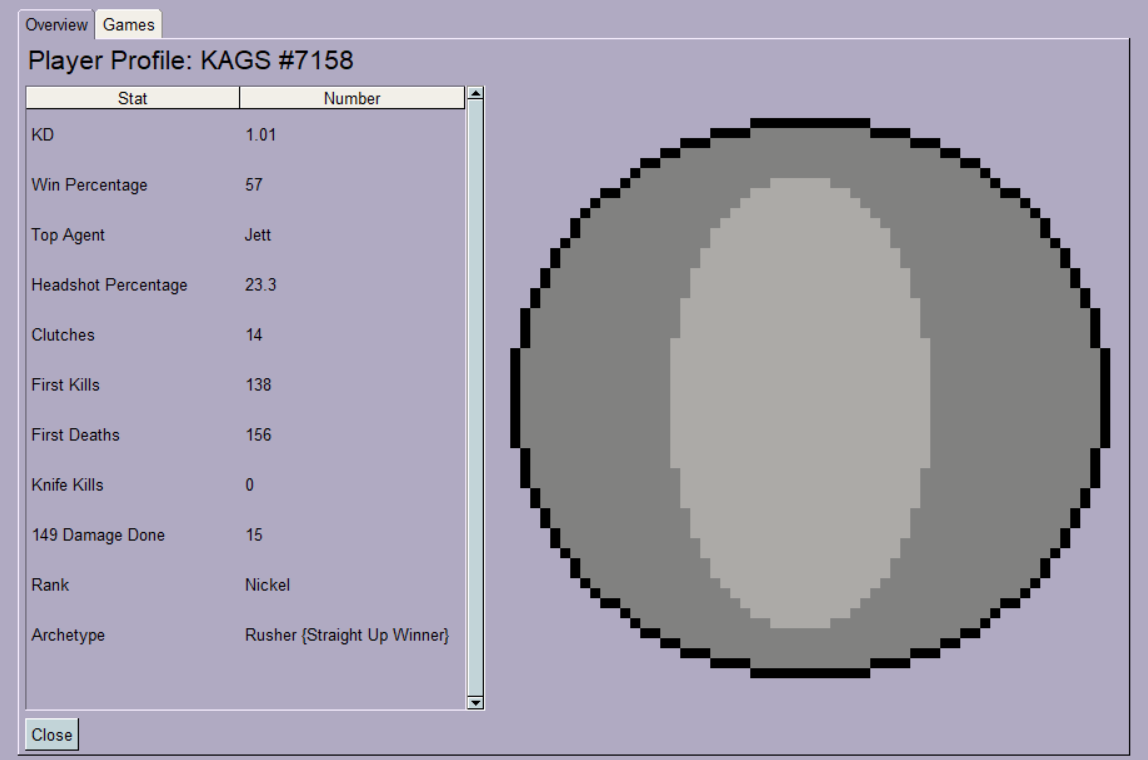 Overview Games
Player Profile: KAGS #7158
Stat Number
KD 1.01
Win Percentage 57
Top Agent Jett
Headshot Percentage 23.3
Clutches 14
First Kills 138
First Deaths 156
Knife Kills 0
149 Damage Done 15
Rank Nickel
Archetype Rusher {Straight Up Winner}
Close